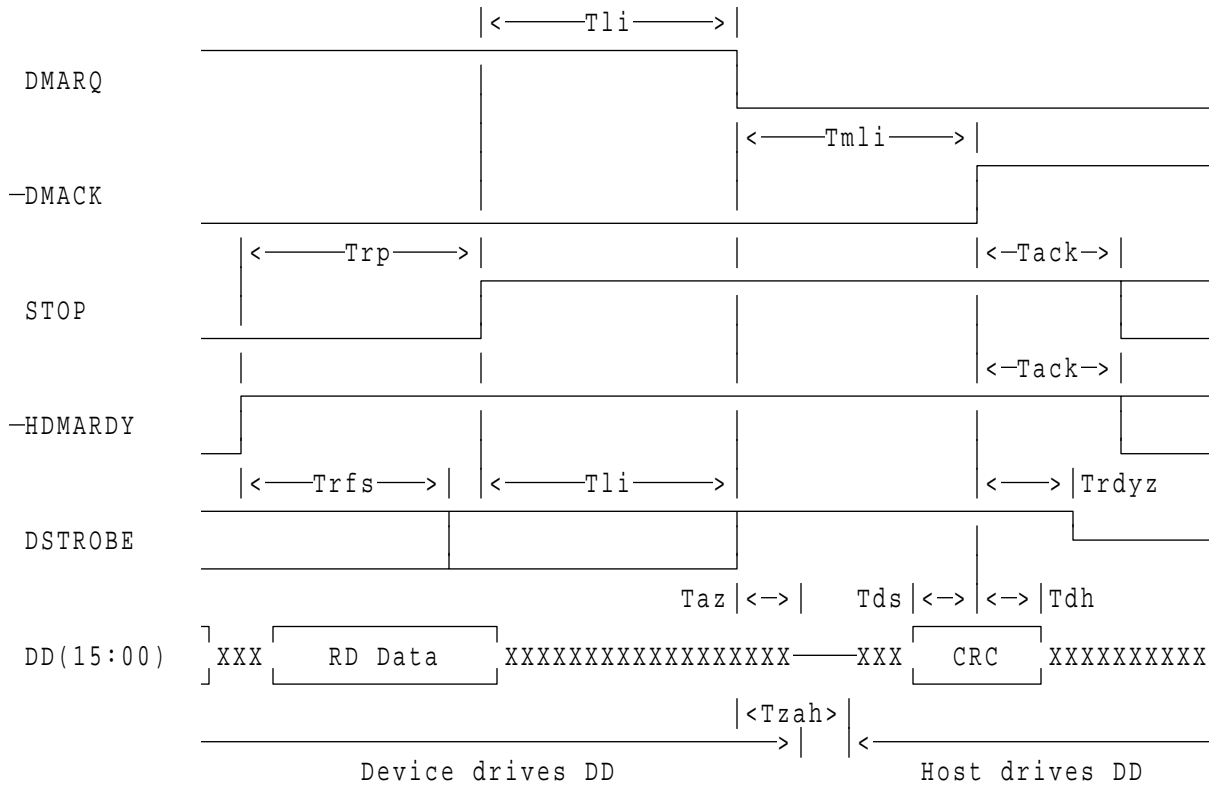 |<——Tli——>|
DMARQ
|<——Tmli——>|
—DMACK
|<——Trp——>| |<—Tack—>|
STOP
|<—Tack—>|
—HDMARDY
|<——Trfs——>| |<——Tli——>| |<——>|Trdyz
DSTROBE
Taz|<—>| Tds|<—>|<—>|Tdh
DD(15:00) XXX RD Data XXXXXXXXXXXXXXXXXX——XXX CRC XXXXXXXXXX
|<Tzah>|
——>| |<——
Device drives DD Host drives DD